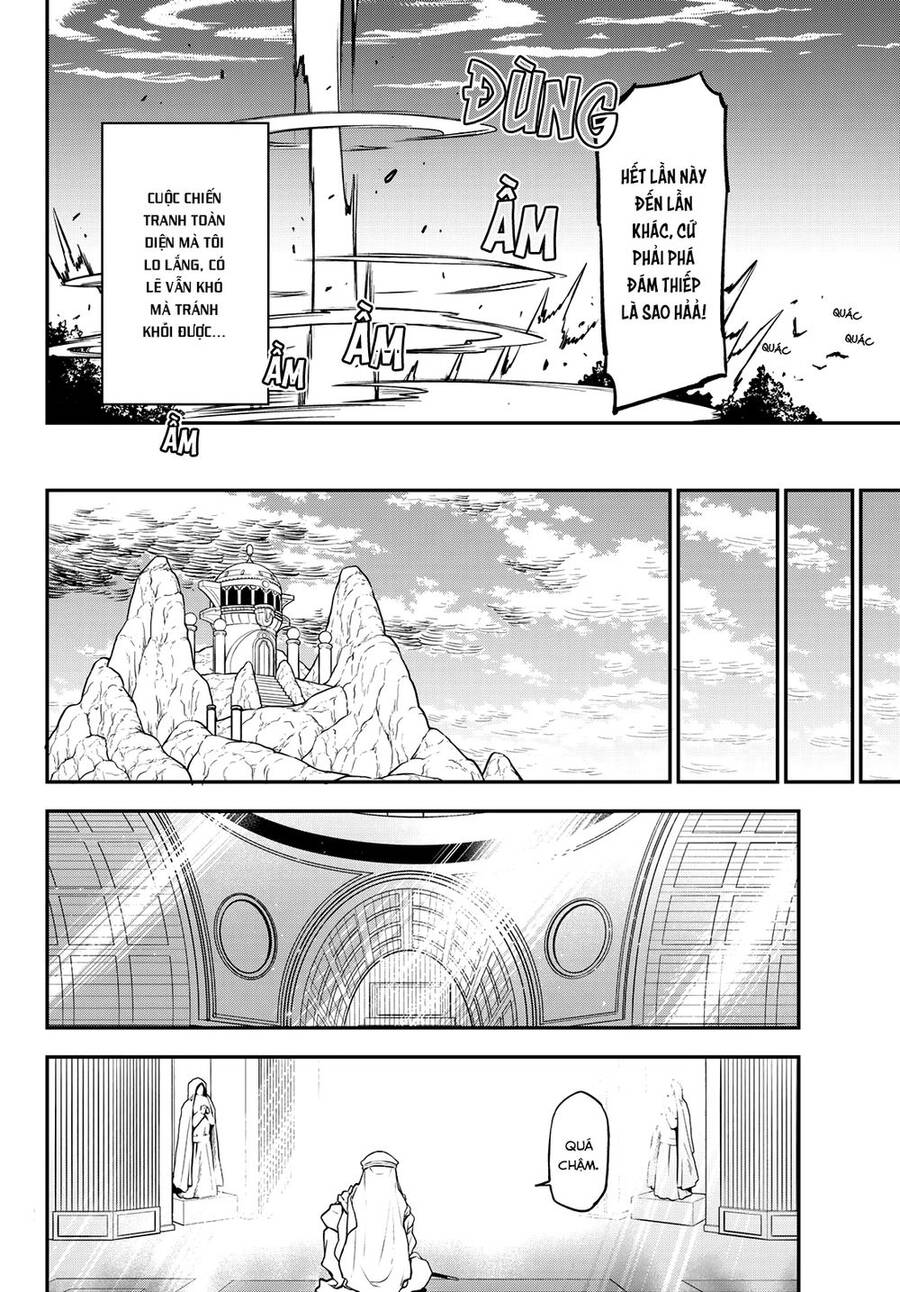 ĐÙNG
HẾT LẦN NÀY
ĐẾN LẦN
KHÁC, CỨ
PHẢI PHÁ
ĐÁM THIẾP
LÀ SAO HẢẢ!
ẦM
ẦM
ẦM
ẦM
QUÁC
QUÁC
QUÁC
CUỘC CHIẾN
TRANH TOÀN
DIỆN MÀ TÔI
LO LẮNG, CÓ
LẼ VẪN KHÓ
MÀ TRÁNH
KHỎI ĐƯỢC...
QUÁ
CHẬM.